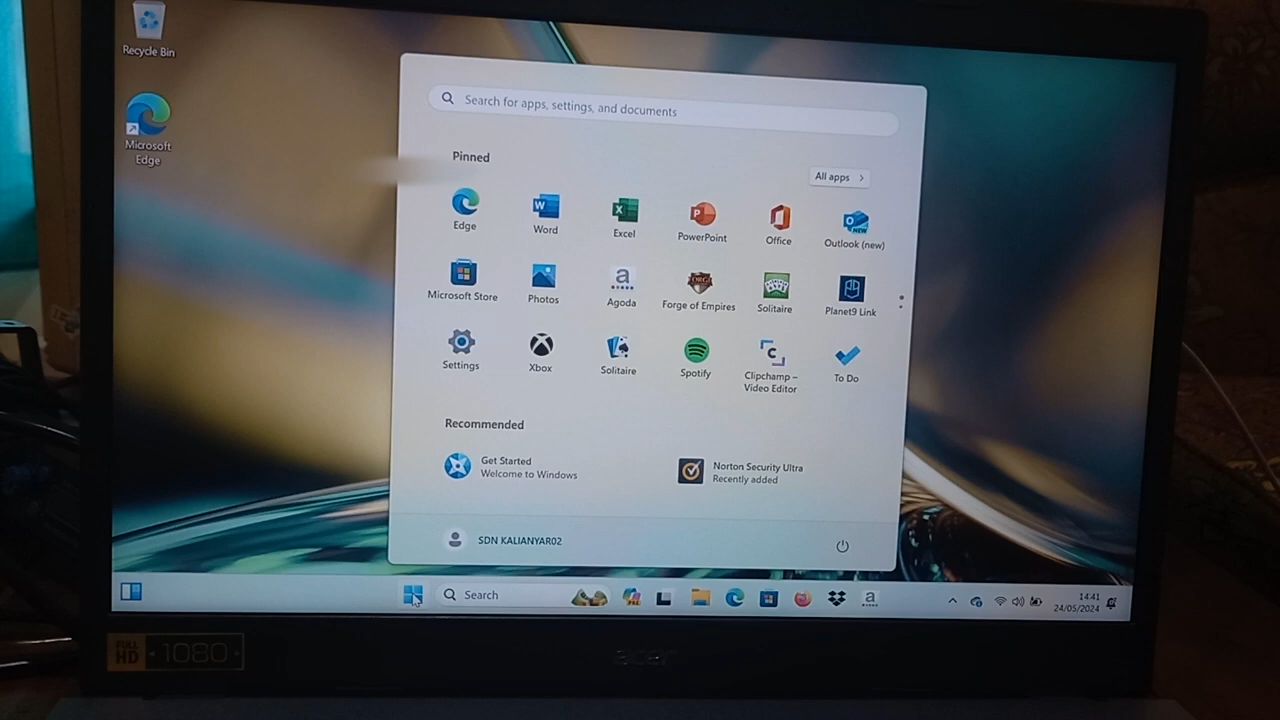 Recycle Bin
Microsoft
Edge
Search for apps, settings, and documents
Pinned
All apps
Edge
Word
Excel
PowerPoint
Office
Outlook (new)
Microsoft Store
Photos
Agoda
Forge of Empires
Solitaire
Planet9 Link
Settings
Xbox
Solitaire
Spotify
Clipchamp –
Video Editor
To Do
Recommended
Get Started
Welcome to Windows
Norton Security Ultra
Recently added
SDN KALIANYAR02
Search
14:41
24/05/2024
FULL
HD
1080
acer